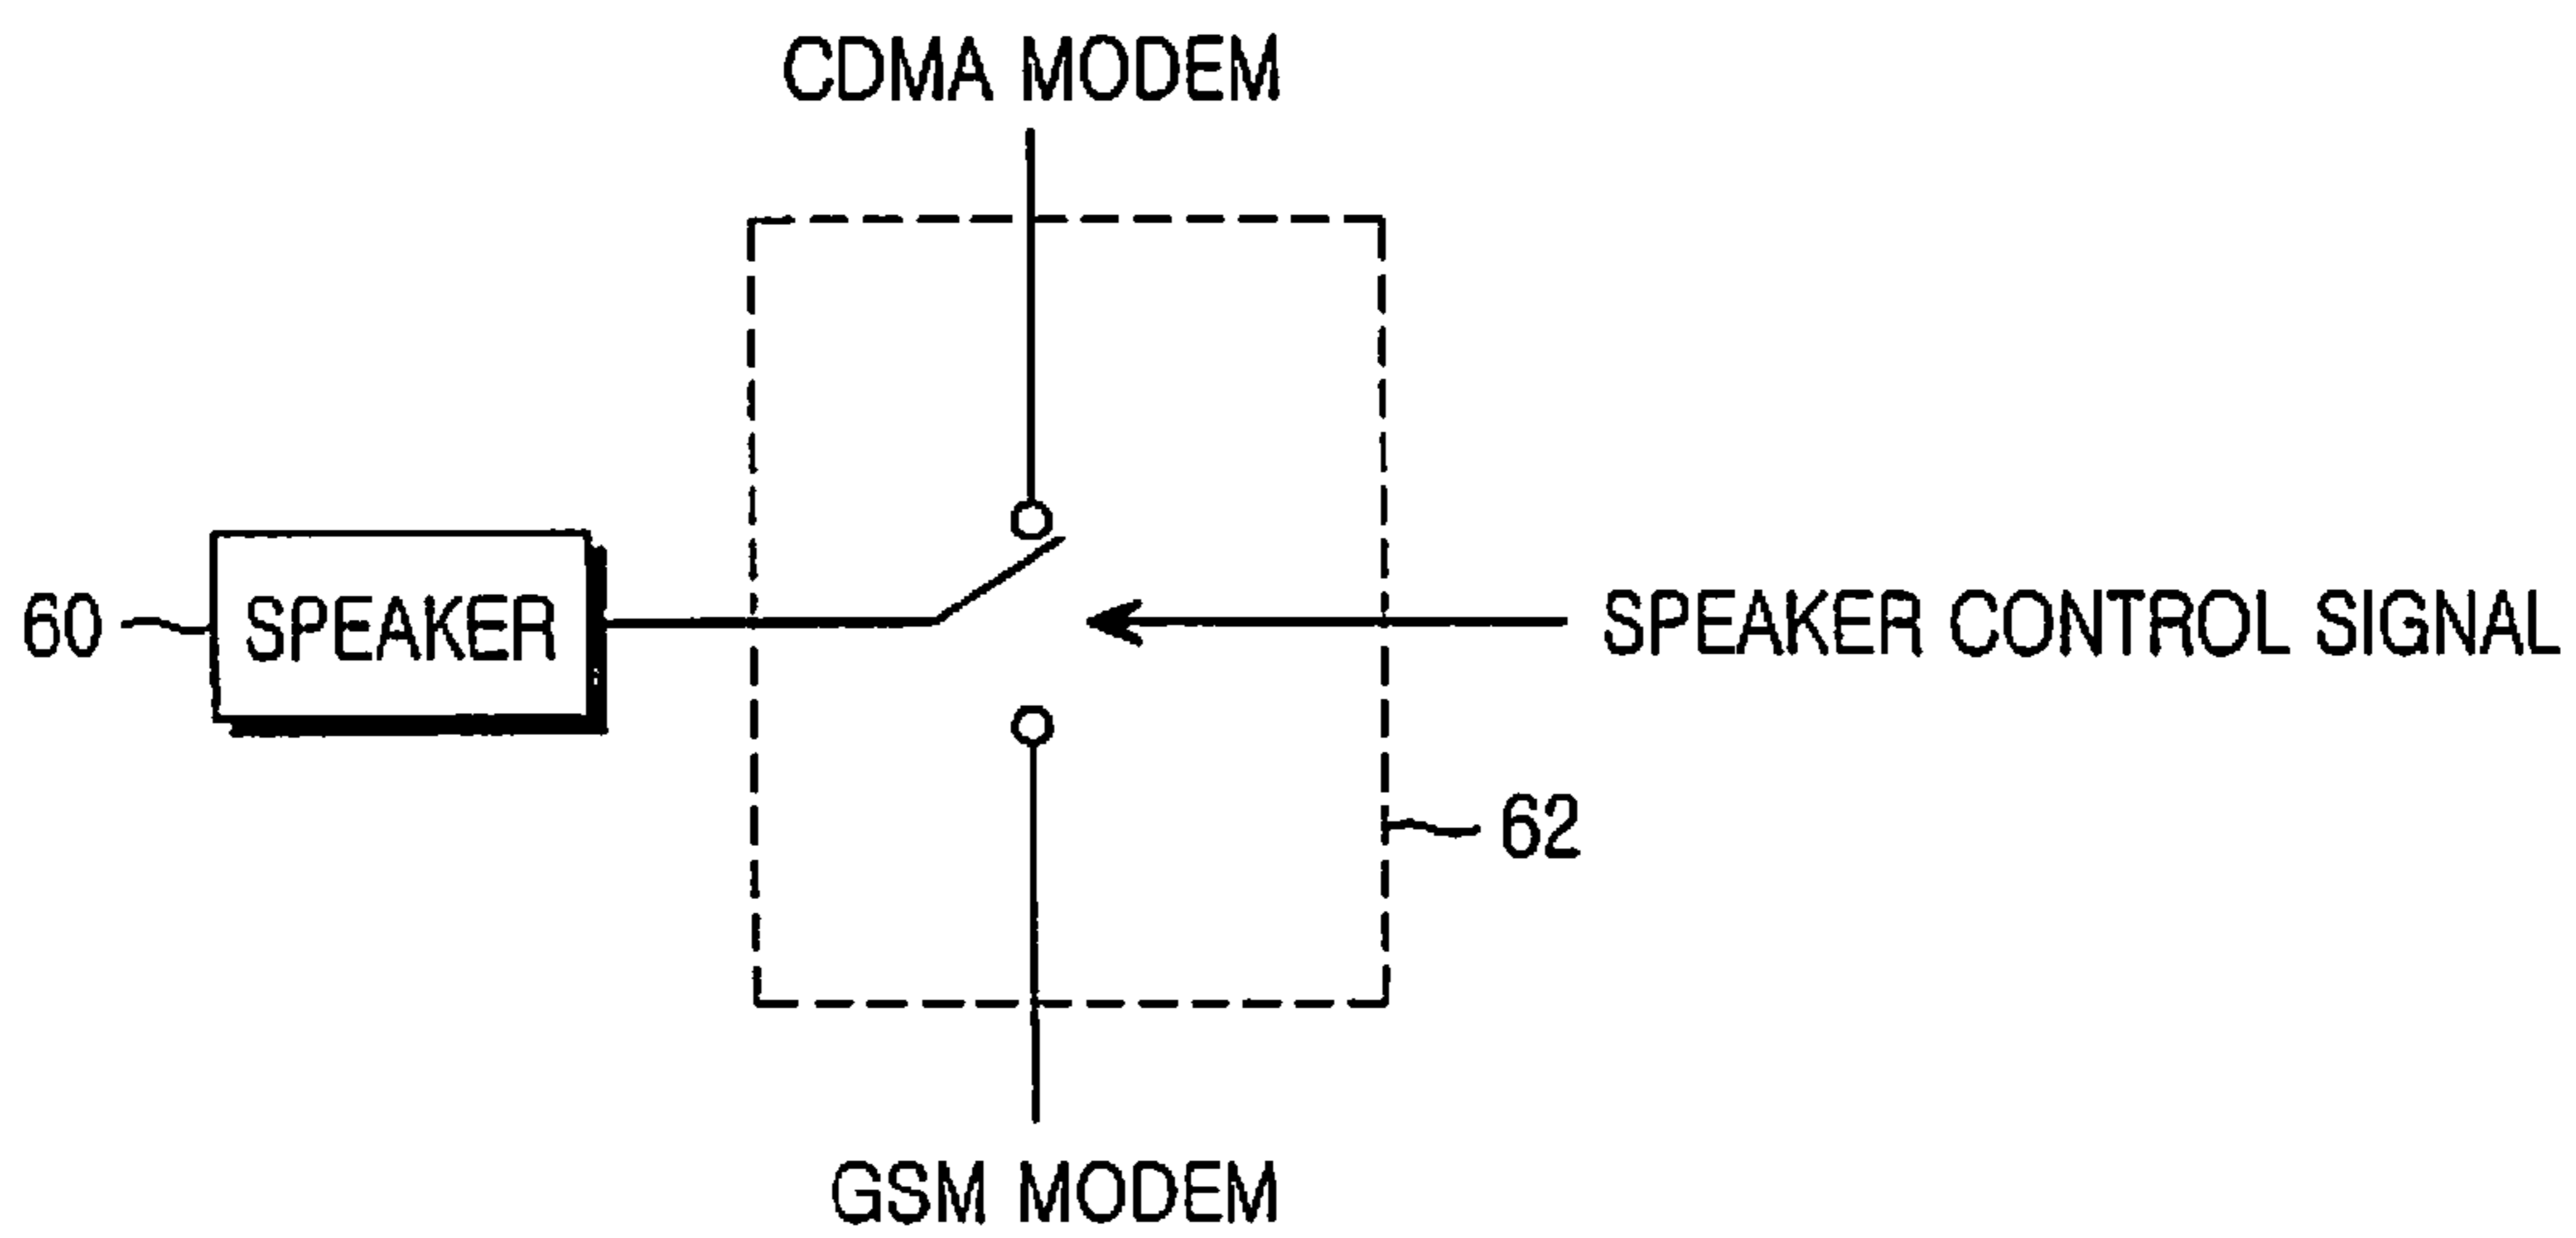 CDMA MODEM
60
SPEAKER
SPEAKER CONTROL SIGNAL
62
GSM MODEM